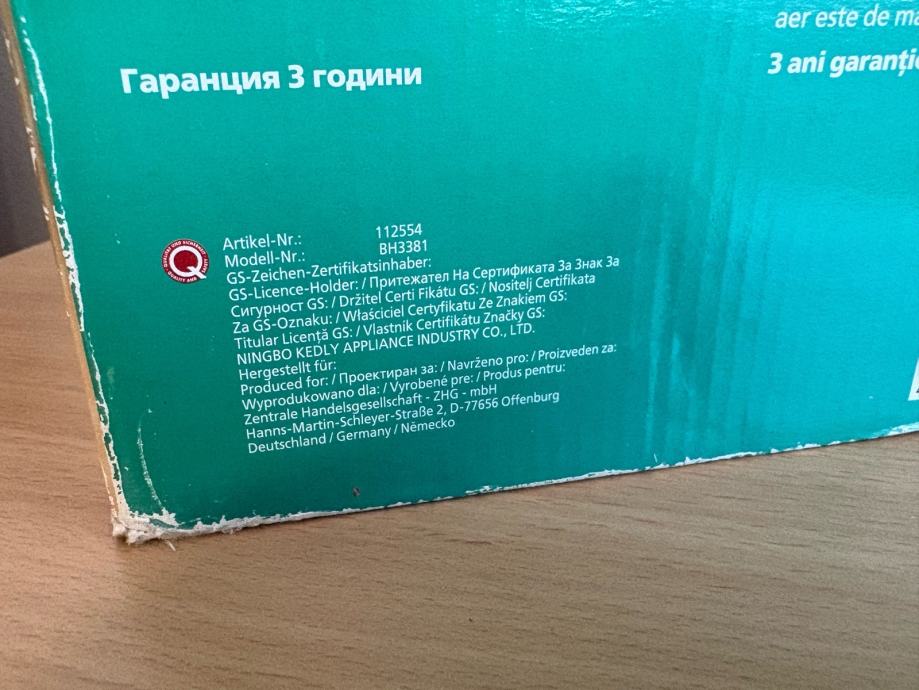 aer este de ma
3 ani garanție
Гаранция 3 години
Artikel-Nr.: 112554
Modell-Nr.: BH3381
GS-Zeichen-Zertifikatsinhaber:
GS-Licence-Holder: / Притежател На Сертификата За Знак За
Сигурност GS: / Držitel Certi Fikátu GS: / Nositelj Certifikata
Za GS-Oznaku: / Właściciel Certyfikatu Ze Znakiem GS:
Titular Licență GS: / Vlastník Certifikátu Značky GS:
NINGBO KEDLY APPLIANCE INDUSTRY CO., LTD.
Hergestellt für:
Produced for: / Проектиран за: / Navrženo pro: / Proizveden za:
Wyprodukowano dla: / Vyrobené pre: / Produs pentru:
Zentrale Handelsgesellschaft - ZHG - mbH
Hanns-Martin-Schleyer-Straße 2, D-77656 Offenburg
Deutschland / Germany / Německo